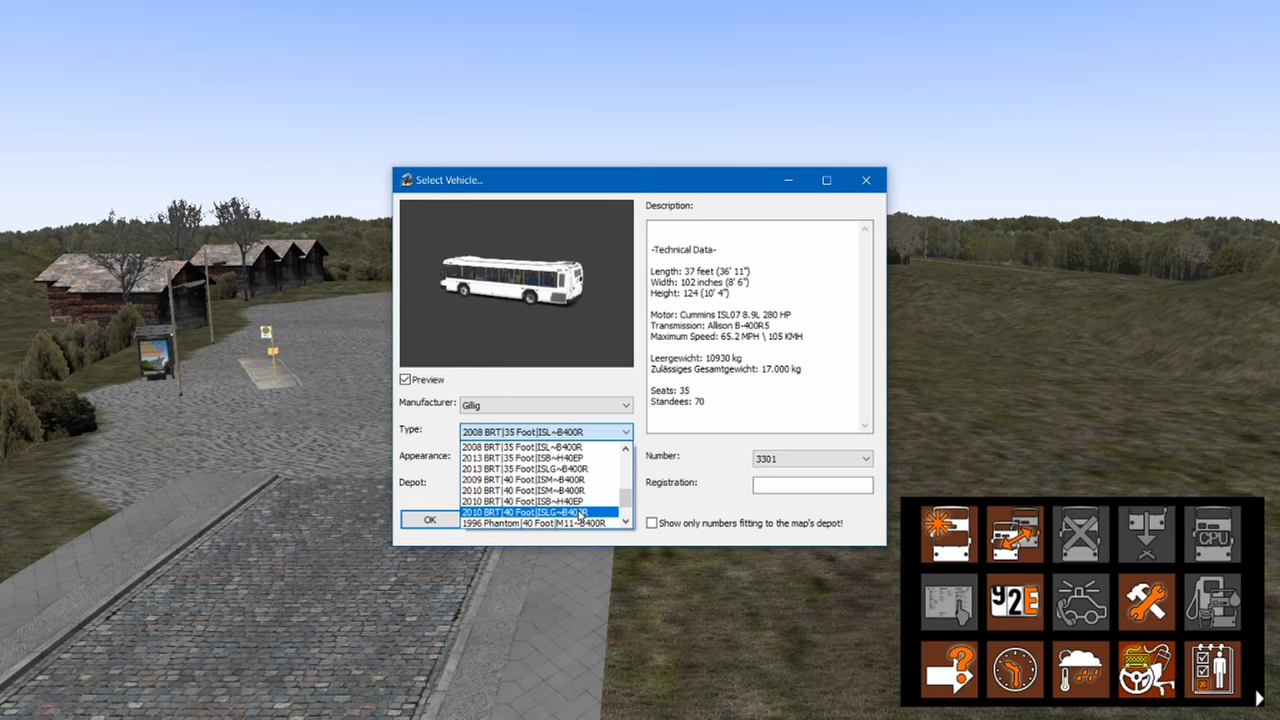 Select Vehicle...
Description:
-Technical Data-
Length: 37 feet (36' 11")
Width: 102 inches (8' 6")
Height: 124 (10' 4")
Motor: Cummins ISL07 8.9L 280 HP
Transmission: Allison B-400R5
Maximum Speed: 65.2 MPH \ 105 KMH
Leergewicht: 10930 kg
Zulässiges Gesamtgewicht: 17.000 kg
Seats: 35
Standees: 70
Preview
Manufacturer: Gillig
Type: 2008 BRT|35 Foot|ISL~B400R
2008 BRT|35 Foot|ISL~B400R
2013 BRT|35 Foot|ISB~H40EP
2013 BRT|35 Foot|ISLG~B400R
2009 BRT|40 Foot|ISM~B400R
2010 BRT|40 Foot|ISM~B400R
2010 BRT|40 Foot|ISB~H40EP
2010 BRT|40 Foot|ISLG~B400R
1996 Phantom|40 Foot|M11~B400R
Appearance:
Depot:
OK
Number: 3301
Registration:
Show only numbers fitting to the map's depot!
CPU
92E